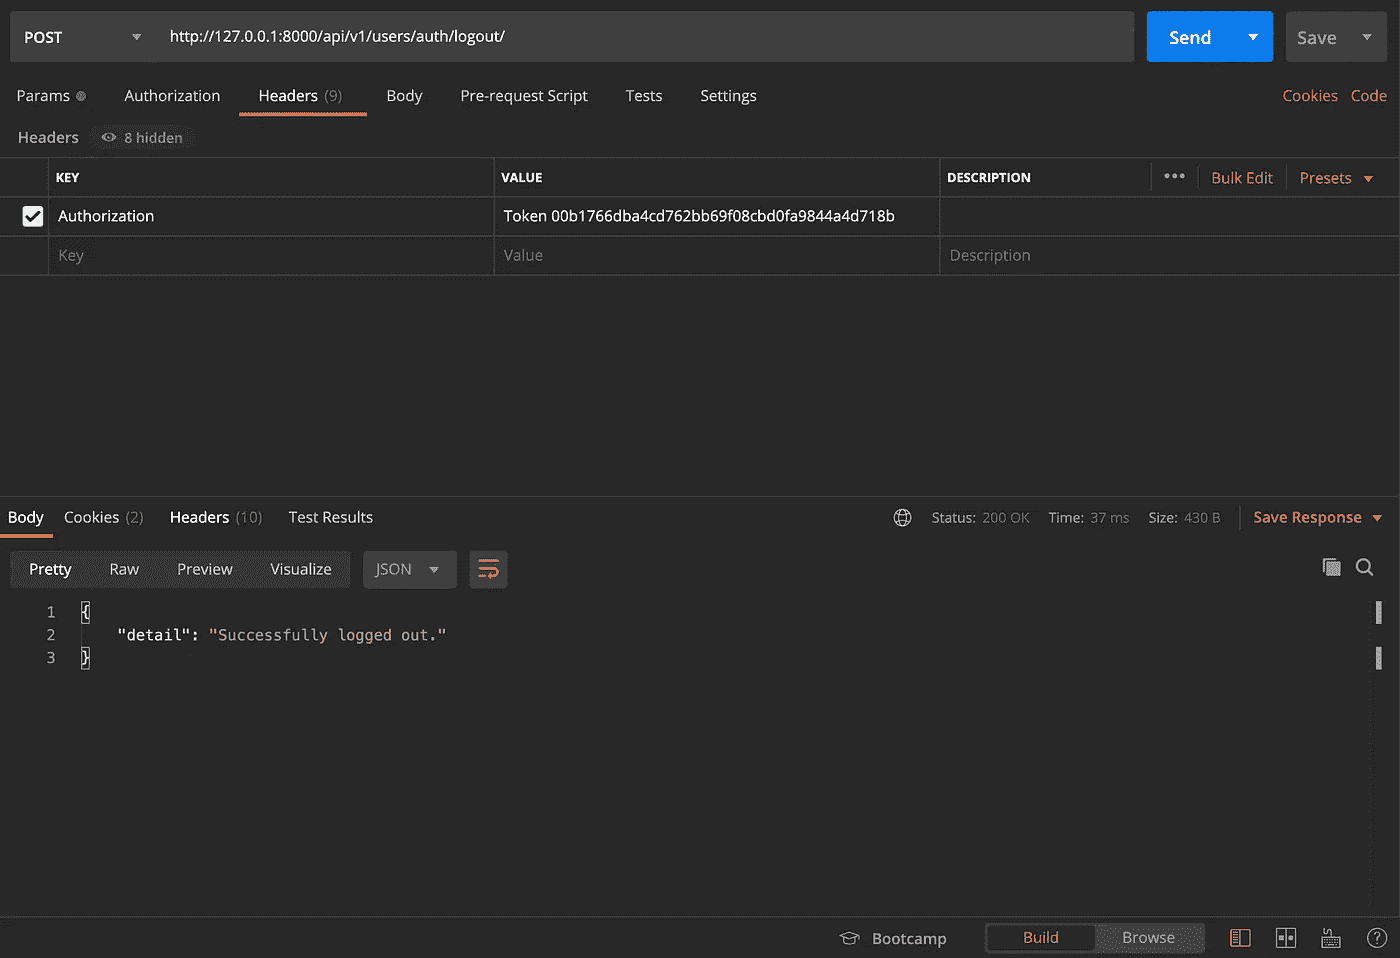 POST http://127.0.0.1:8000/api/v1/users/auth/logout/ Send Save
Params Authorization Headers (9) Body Pre-request Script Tests Settings Cookies Code
Headers 8 hidden
KEY VALUE DESCRIPTION ••• Bulk Edit Presets
Authorization Token 00b1766dba4cd762bb69f08cbd0fa9844a4d718b
Key Value Description
Body Cookies (2) Headers (10) Test Results Status: 200 OK Time: 37 ms Size: 430 B Save Response
Pretty Raw Preview Visualize JSON
1 {
2 "detail": "Successfully logged out."
3 }
Bootcamp Build Browse ?